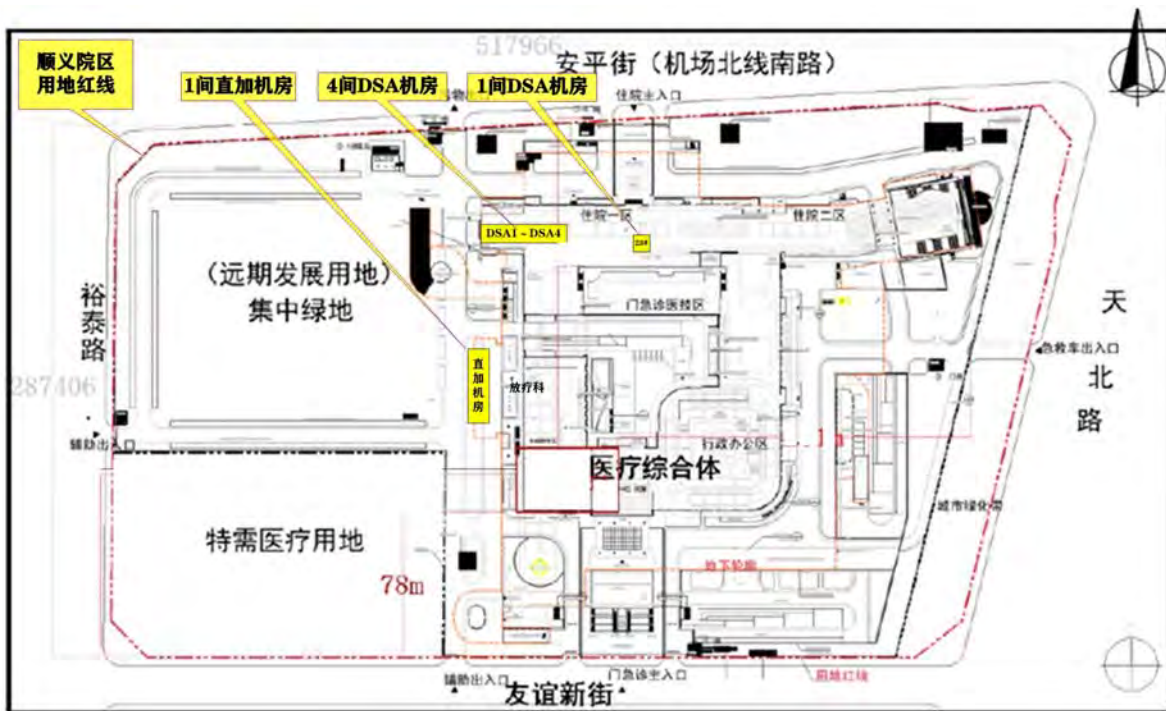 517966
安平街（机场北线南路）
顺义院区
用地红线
1间直加机房
4间DSA机房
1间DSA机房
住院主入口
住院一区
住院二区
DSA1～DSA4
22#
（远期发展用地）
集中绿地
门急诊医技区
裕泰路
天北路
急救车出入口
287406
直加机房
放疗科
辅助出入口
行政办公区
医疗综合体
特需医疗用地
城市绿化带
78m
地下轮廓
用地红线
辅助出入口
门急诊主入口
友谊新街